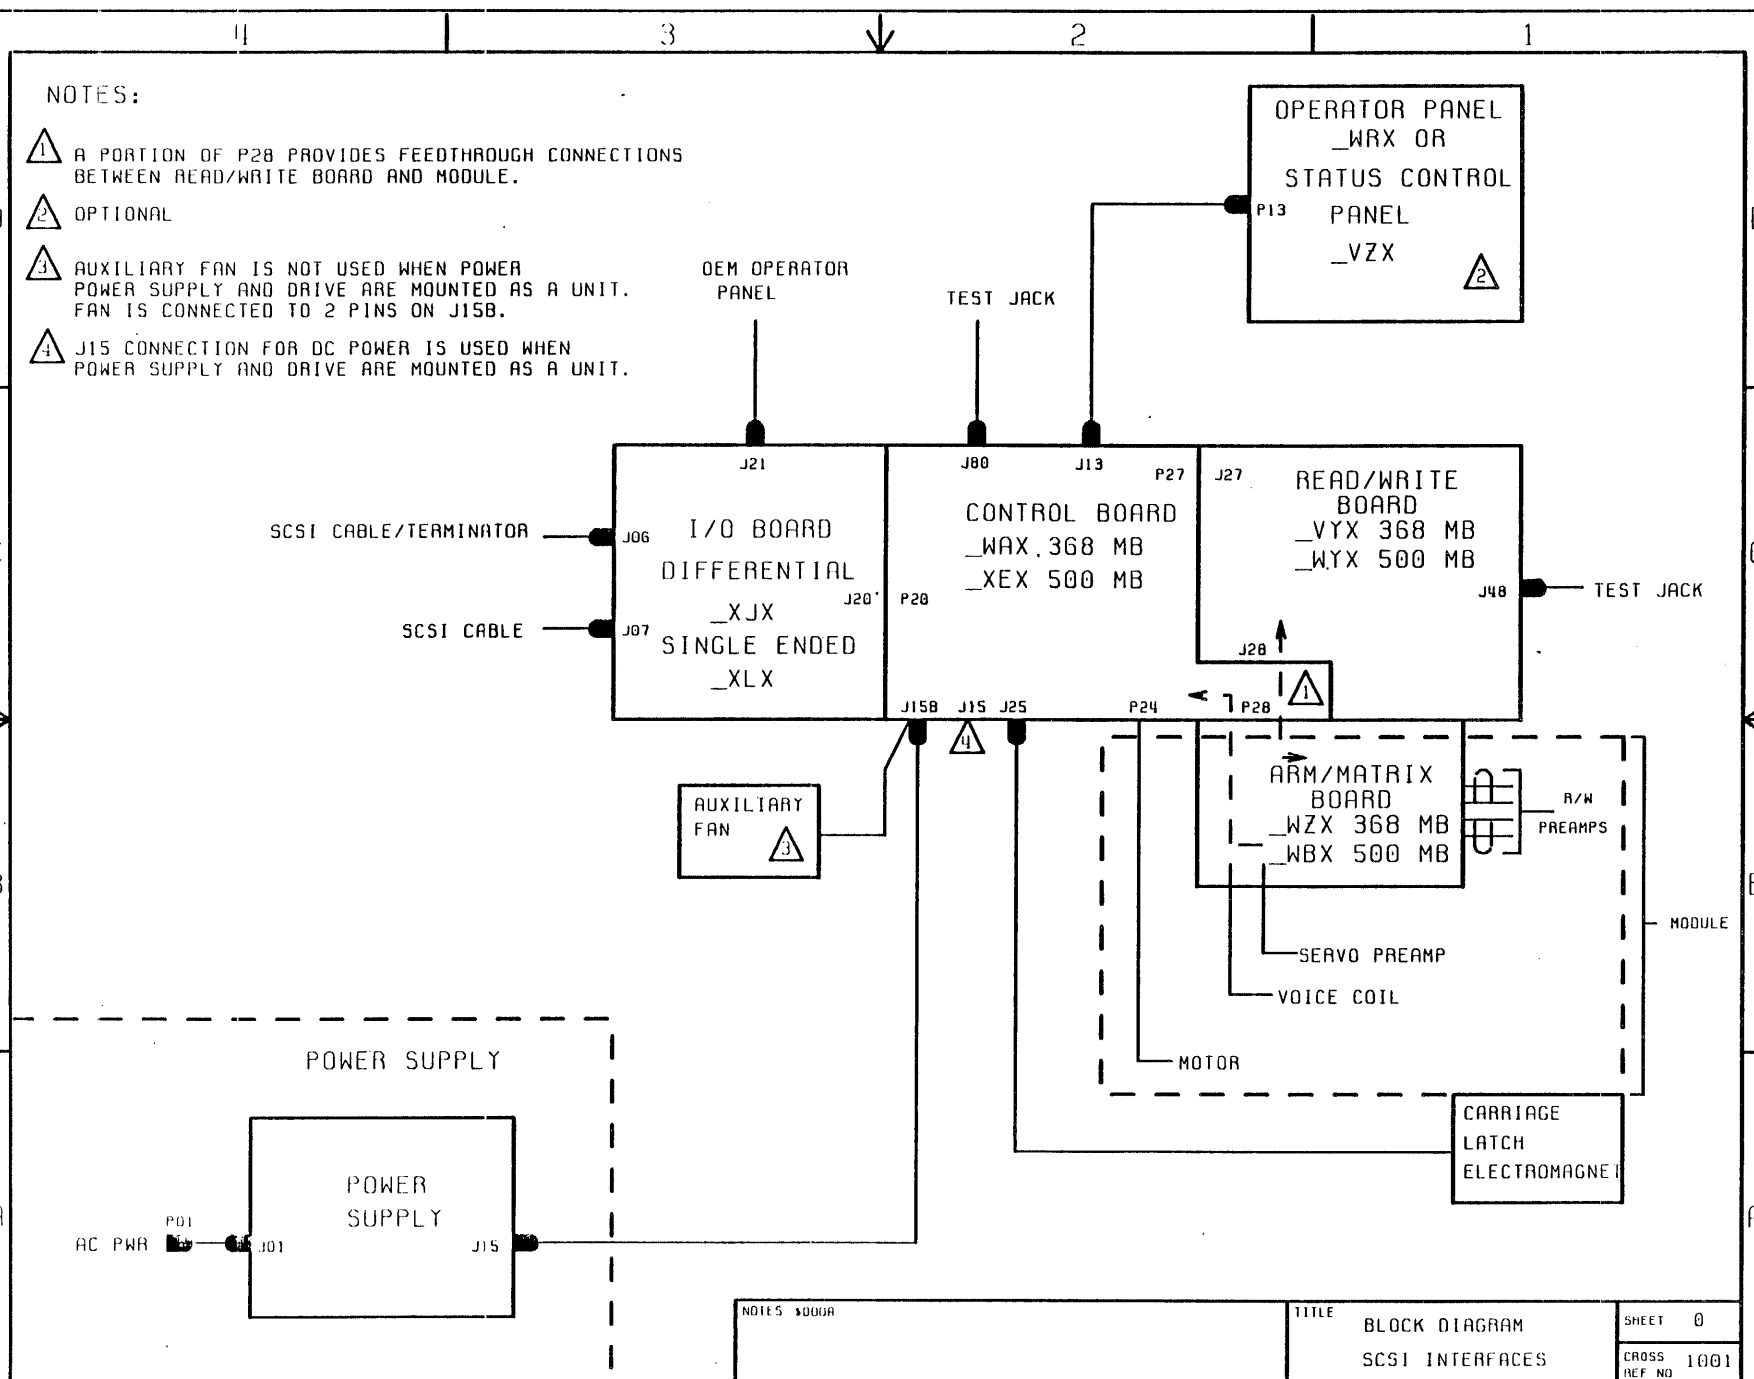 4 3 2 1
NOTES:
1 A PORTION OF P28 PROVIDES FEEDTHROUGH CONNECTIONS
BETWEEN READ/WRITE BOARD AND MODULE.
2 OPTIONAL
3 AUXILIARY FAN IS NOT USED WHEN POWER
POWER SUPPLY AND DRIVE ARE MOUNTED AS A UNIT.
FAN IS CONNECTED TO 2 PINS ON J15B.
4 J15 CONNECTION FOR DC POWER IS USED WHEN
POWER SUPPLY AND DRIVE ARE MOUNTED AS A UNIT.
OPERATOR PANEL
_WRX OR
STATUS CONTROL
PANEL
_VZX
P13
2
OEM OPERATOR
PANEL
TEST JACK
J21
J80
J13
P27
J27
SCSI CABLE/TERMINATOR
J06
SCSI CABLE
J07
I/O BOARD
DIFFERENTIAL
_XJX
SINGLE ENDED
_XLX
J20
P20
CONTROL BOARD
_WAX 368 MB
_XEX 500 MB
READ/WRITE
BOARD
_VYX 368 MB
_WYX 500 MB
J48
TEST JACK
J28
1
J15B
J15
J25
P24
P28
4
AUXILIARY
FAN
3
ARM/MATRIX
BOARD
_WZX 368 MB
_WBX 500 MB
R/W
PREAMPS
MODULE
SERVO PREAMP
VOICE COIL
MOTOR
CARRIAGE
LATCH
ELECTROMAGNET
POWER SUPPLY
POWER
SUPPLY
P01
AC PWR
J01
J15
TITLE
BLOCK DIAGRAM
SCSI INTERFACES
SHEET 0
CROSS
REF NO 1001
NOTES